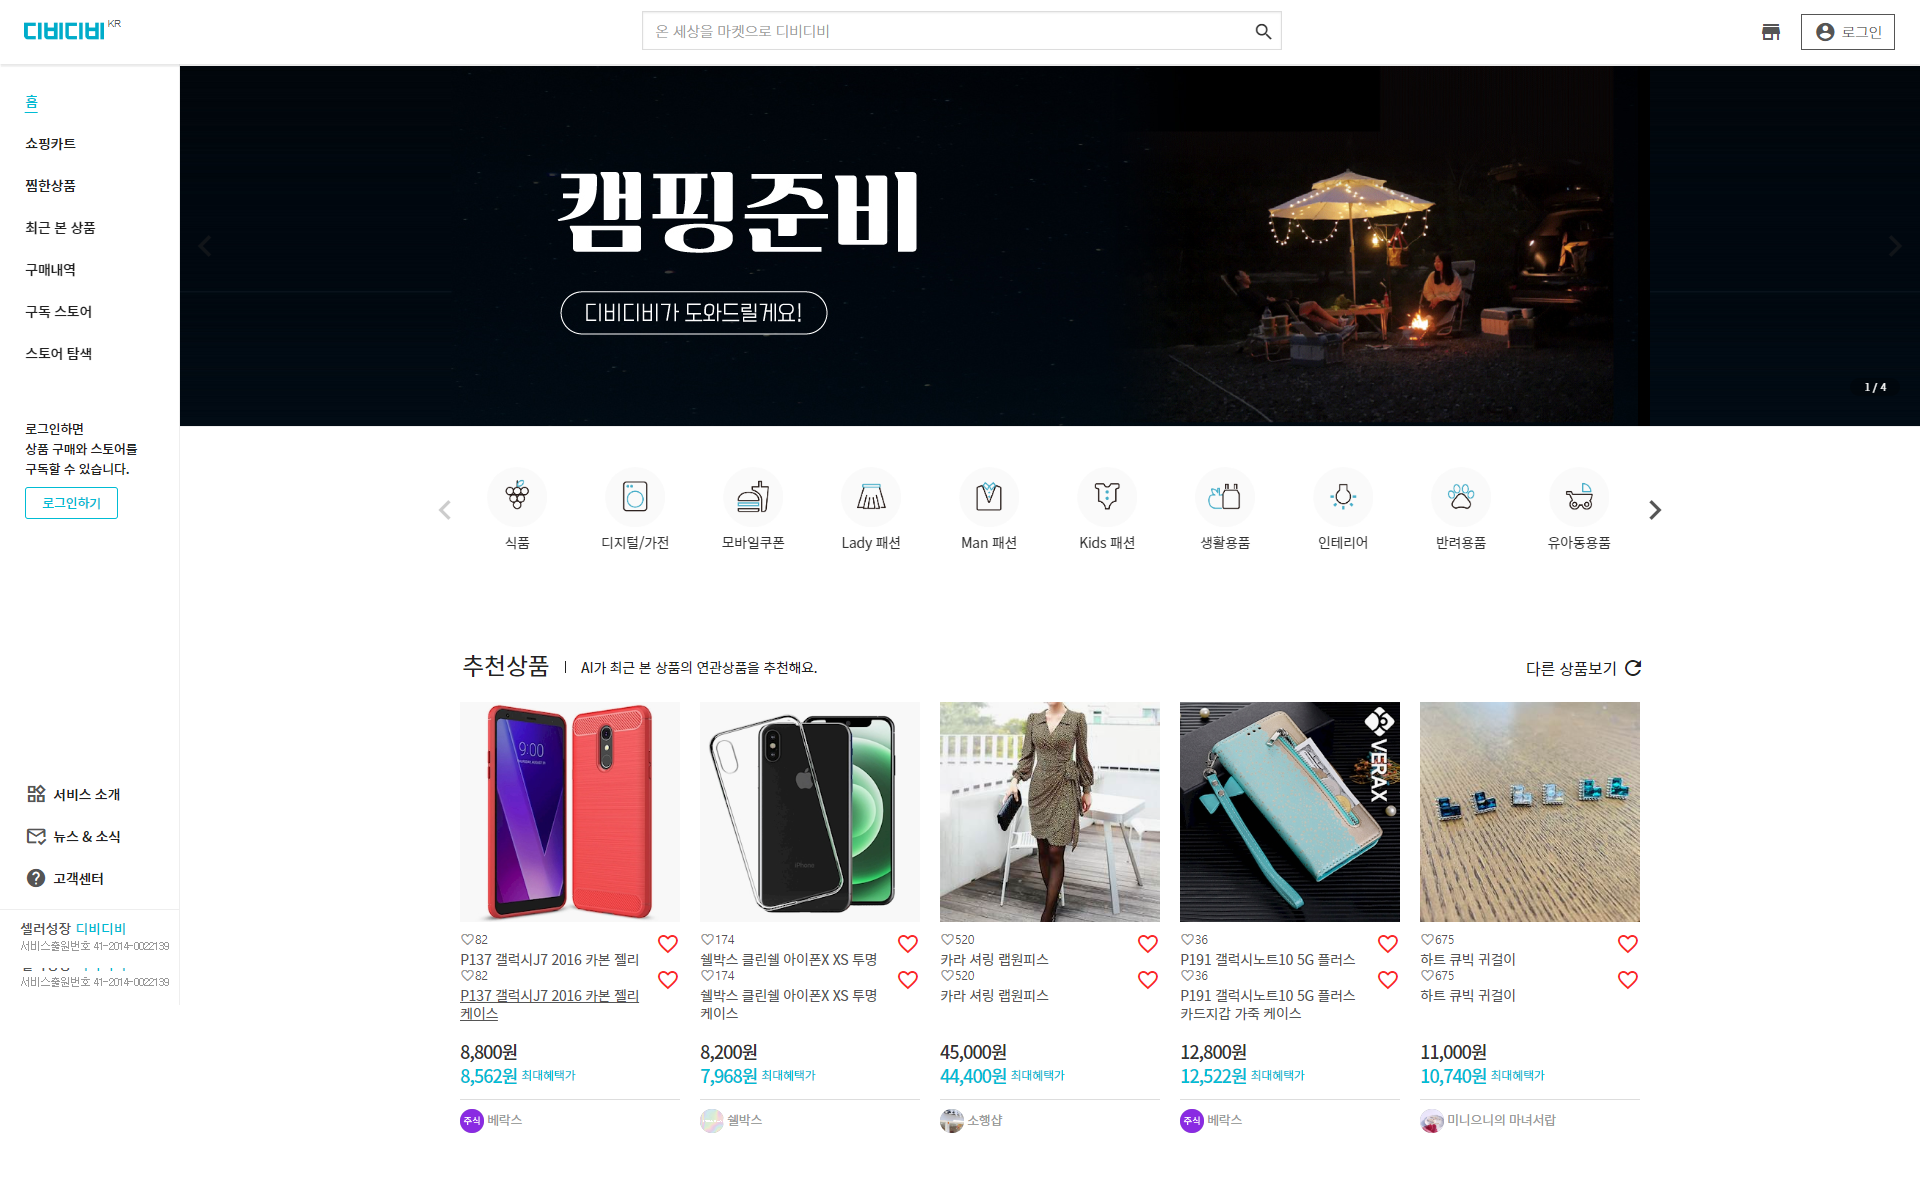 디비디비 KR
온 세상을 마켓으로 디비디비
로그인
홈
쇼핑카트
찜한상품
최근 본 상품
구매내역
구독 스토어
스토어 탐색
로그인하면
상품 구매와 스토어를
구독할 수 있습니다.
로그인하기
서비스 소개
뉴스 & 소식
고객센터
셀러성장 디비디비
서비스출원번호 41-2014-0022139
서비스출원번호 41-2014-0022139
캠핑준비
디비디비가 도와드릴게요!
1 / 4
식품
디지털/가전
모바일쿠폰
Lady 패션
Man 패션
Kids 패션
생활용품
인테리어
반려용품
유아동용품
추천상품
AI가 최근 본 상품의 연관상품을 추천해요.
다른 상품보기
9:00
iPhone
VERAX
82
P137 갤럭시J7 2016 카본 젤리
82
P137 갤럭시J7 2016 카본 젤리
케이스
8,800원
8,562원 최대혜택가
주식 베락스
174
쉘박스 클린쉘 아이폰X XS 투명
174
쉘박스 클린쉘 아이폰X XS 투명
케이스
8,200원
7,968원 최대혜택가
쉘박스
520
카라 셔링 랩원피스
520
카라 셔링 랩원피스
45,000원
44,400원 최대혜택가
소행샵
36
P191 갤럭시노트10 5G 플러스
36
P191 갤럭시노트10 5G 플러스
카드지갑 가죽 케이스
12,800원
12,522원 최대혜택가
주식 베락스
675
하트 큐빅 귀걸이
675
하트 큐빅 귀걸이
11,000원
10,740원 최대혜택가
미니으니의 마녀서랍